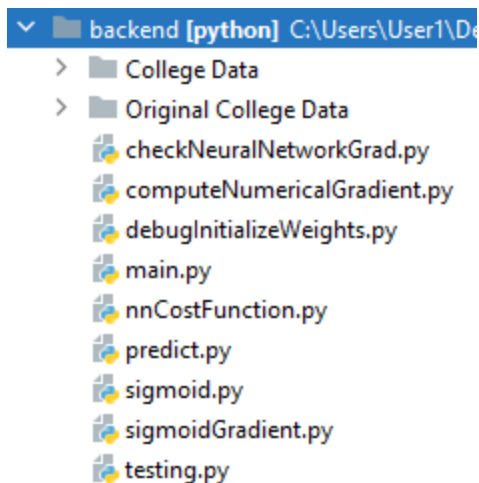 backend [python] C:\Users\User1\De
College Data
Original College Data
checkNeuralNetworkGrad.py
computeNumericalGradient.py
debugInitializeWeights.py
main.py
nnCostFunction.py
predict.py
sigmoid.py
sigmoidGradient.py
testing.py